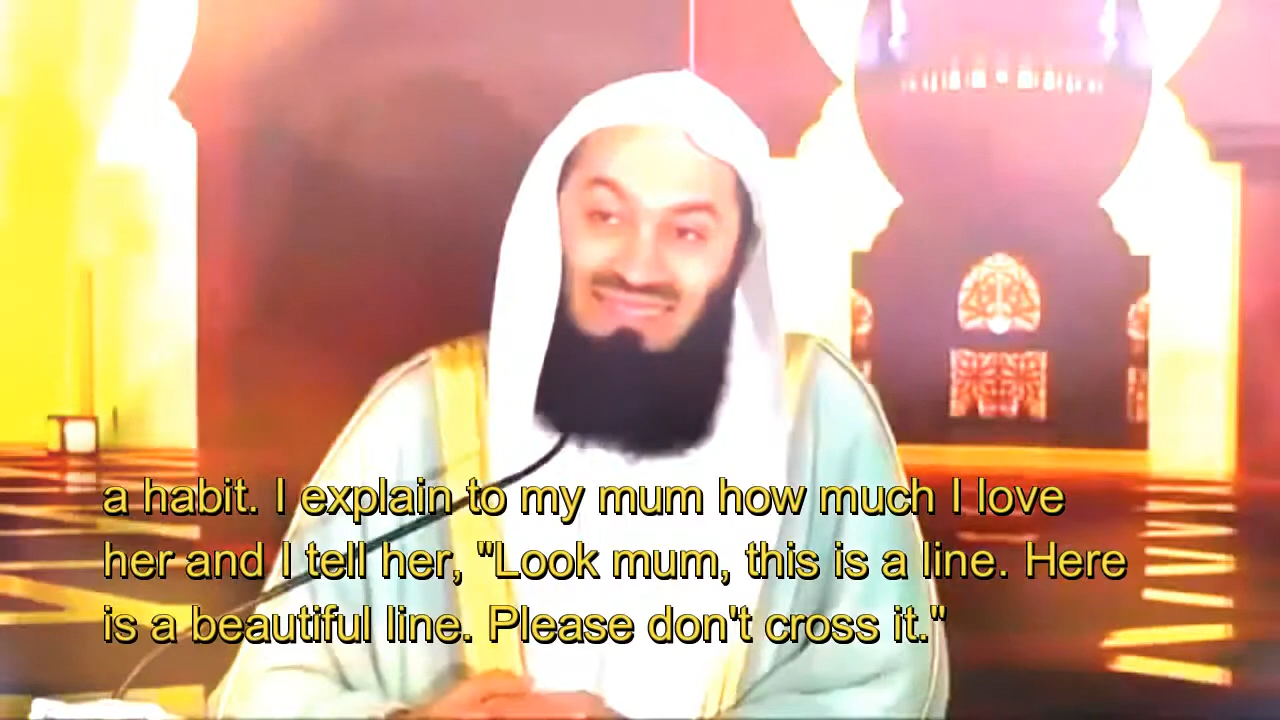 a habit. I explain to my mum how much I love
her and I tell her, "Look mum, this is a line. Here
is a beautiful line. Please don't cross it."